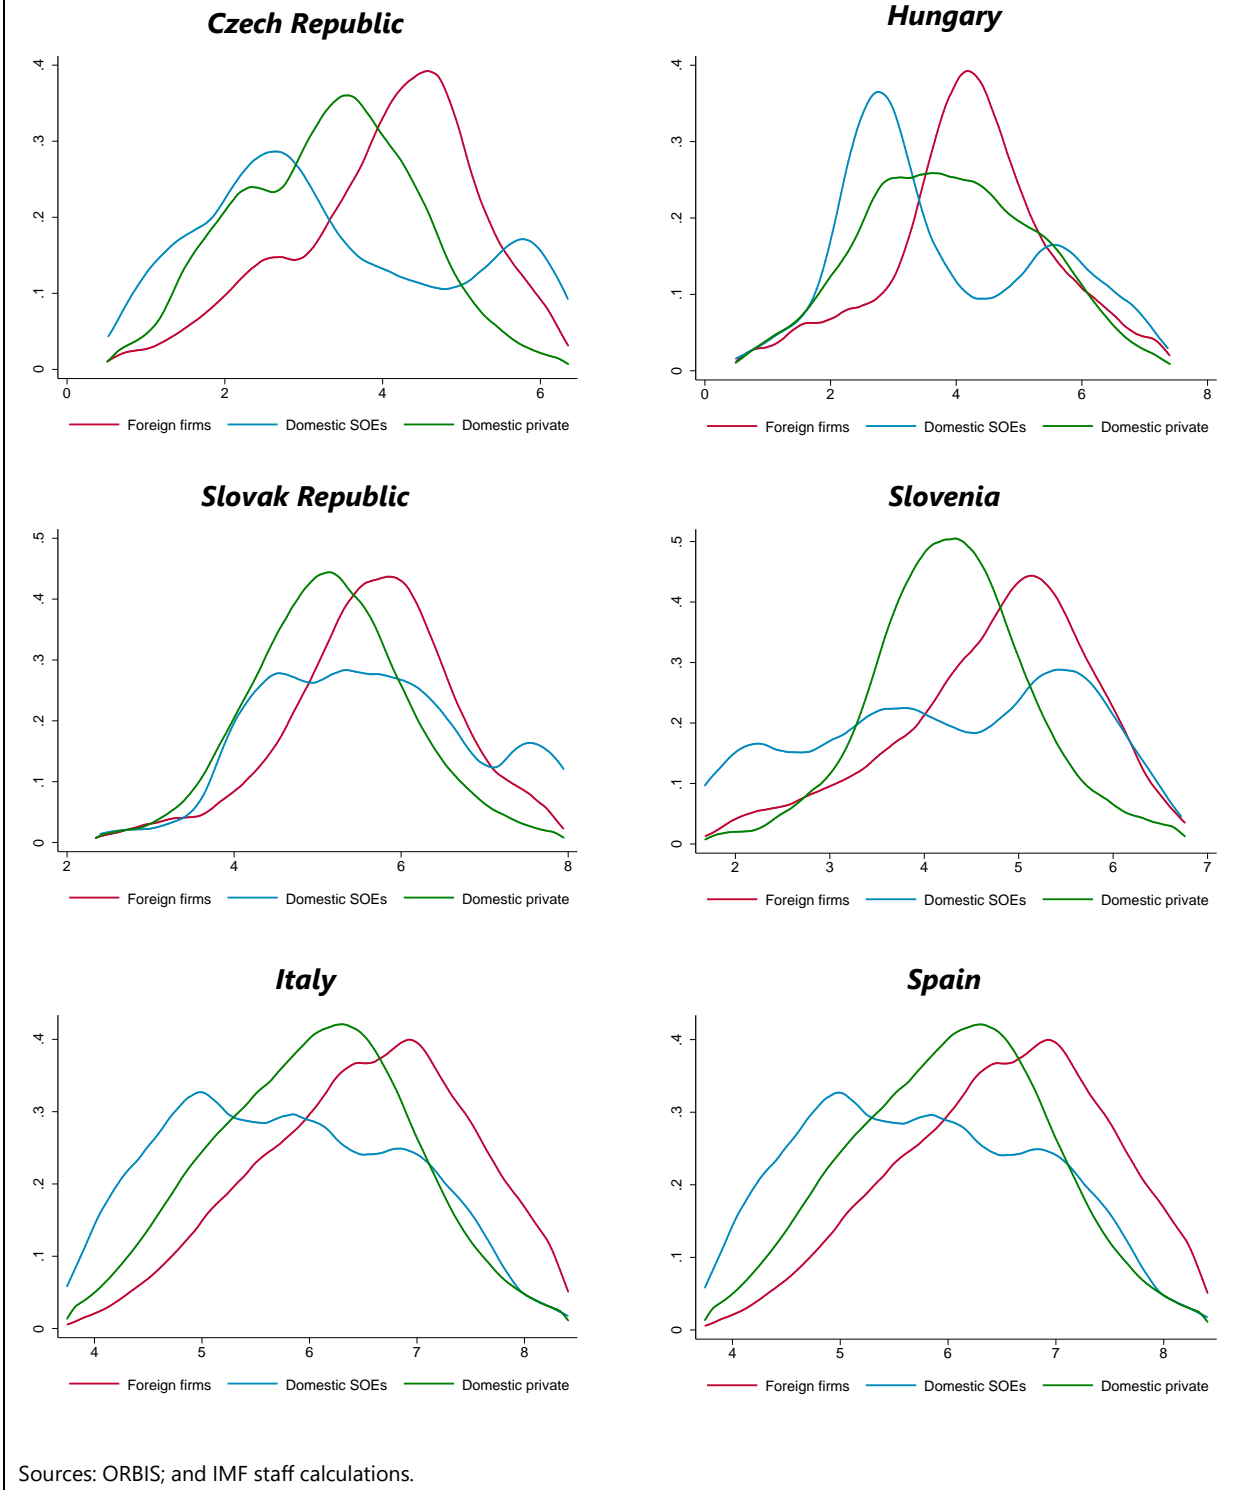 Czech Republic
.4
.3
.2
.1
0
0 2 4 6
Foreign firms Domestic SOEs Domestic private
Hungary
.4
.3
.2
.1
0
0 2 4 6 8
Foreign firms Domestic SOEs Domestic private
Slovak Republic
.5
.4
.3
.2
.1
0
2 4 6 8
Foreign firms Domestic SOEs Domestic private
Slovenia
.5
.4
.3
.2
.1
0
2 3 4 5 6 7
Foreign firms Domestic SOEs Domestic private
Italy
.4
.3
.2
.1
0
4 5 6 7 8
Foreign firms Domestic SOEs Domestic private
Spain
.4
.3
.2
.1
0
4 5 6 7 8
Foreign firms Domestic SOEs Domestic private
Sources: ORBIS; and IMF staff calculations.